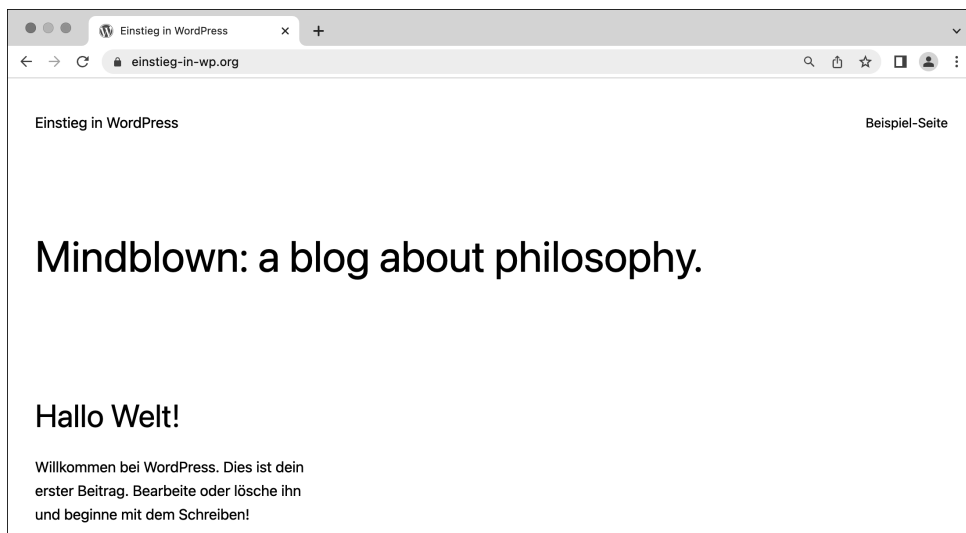 Einstieg in WordPress
einstieg-in-wp.org
Einstieg in WordPress Beispiel-Seite
Mindblown: a blog about philosophy.
Hallo Welt!
Willkommen bei WordPress. Dies ist dein
erster Beitrag. Bearbeite oder lösche ihn
und beginne mit dem Schreiben!